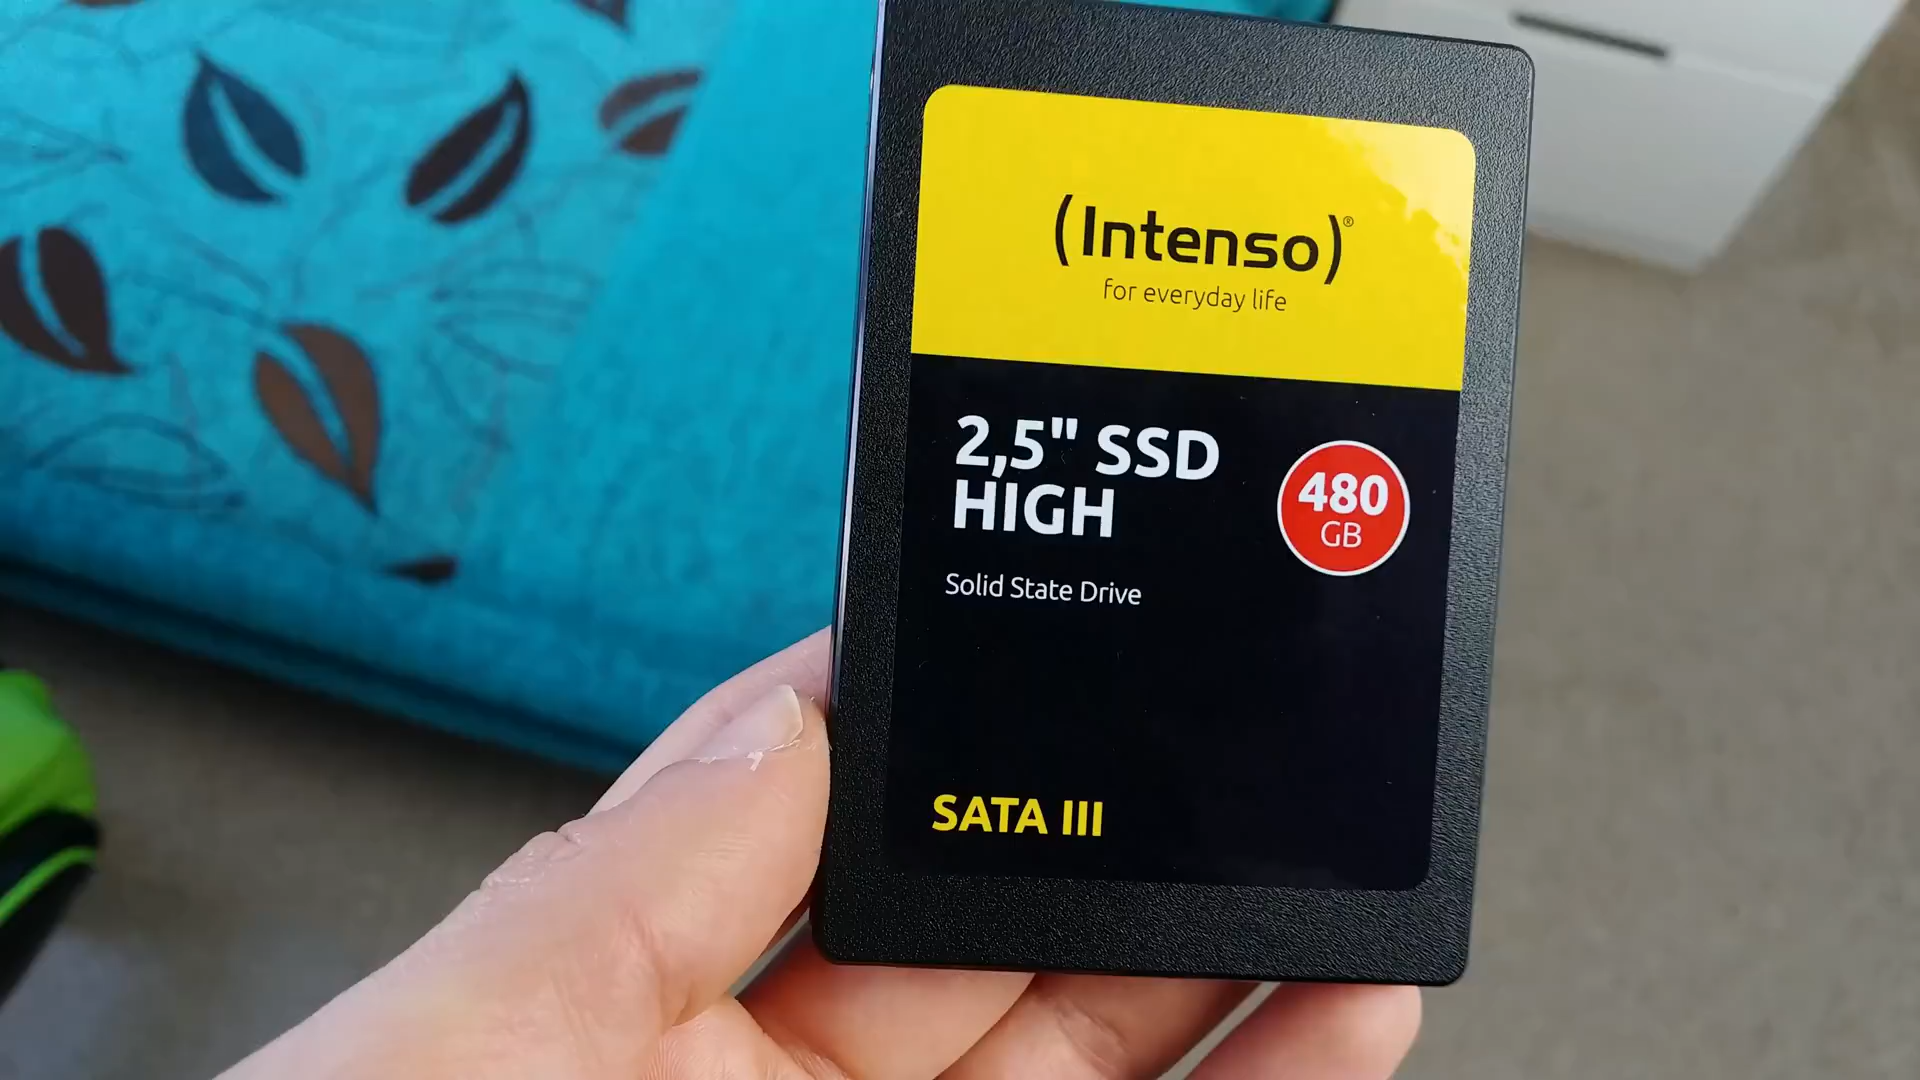 (Intenso)®
for everyday life
2,5" SSD
HIGH
480
GB
Solid State Drive
SATA III